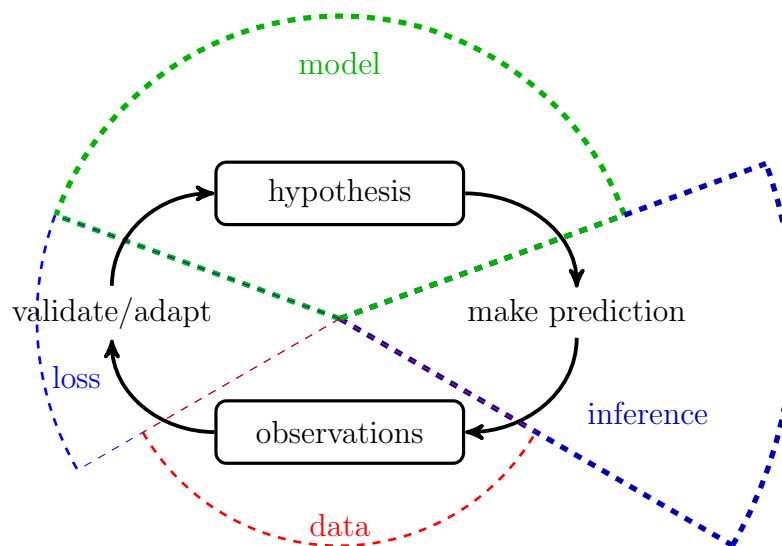 model
hypothesis
validate/adapt
make prediction
loss
inference
observations
data